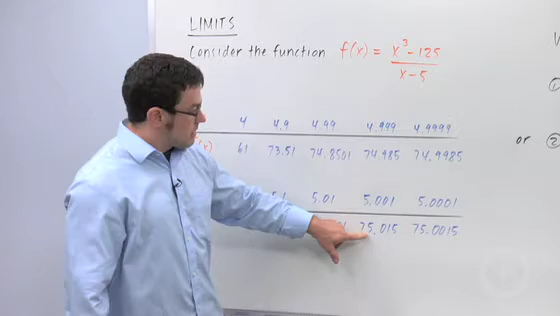 LIMITS
Consider the function f(x) = x³ - 125
x - 5
4 4.9 4.99 4.999 4.9999
(x) 61 73.51 74.8501 74.985 74.9985
or ②
①
5.1 5.01 5.001 5.0001
75.015 75.0015